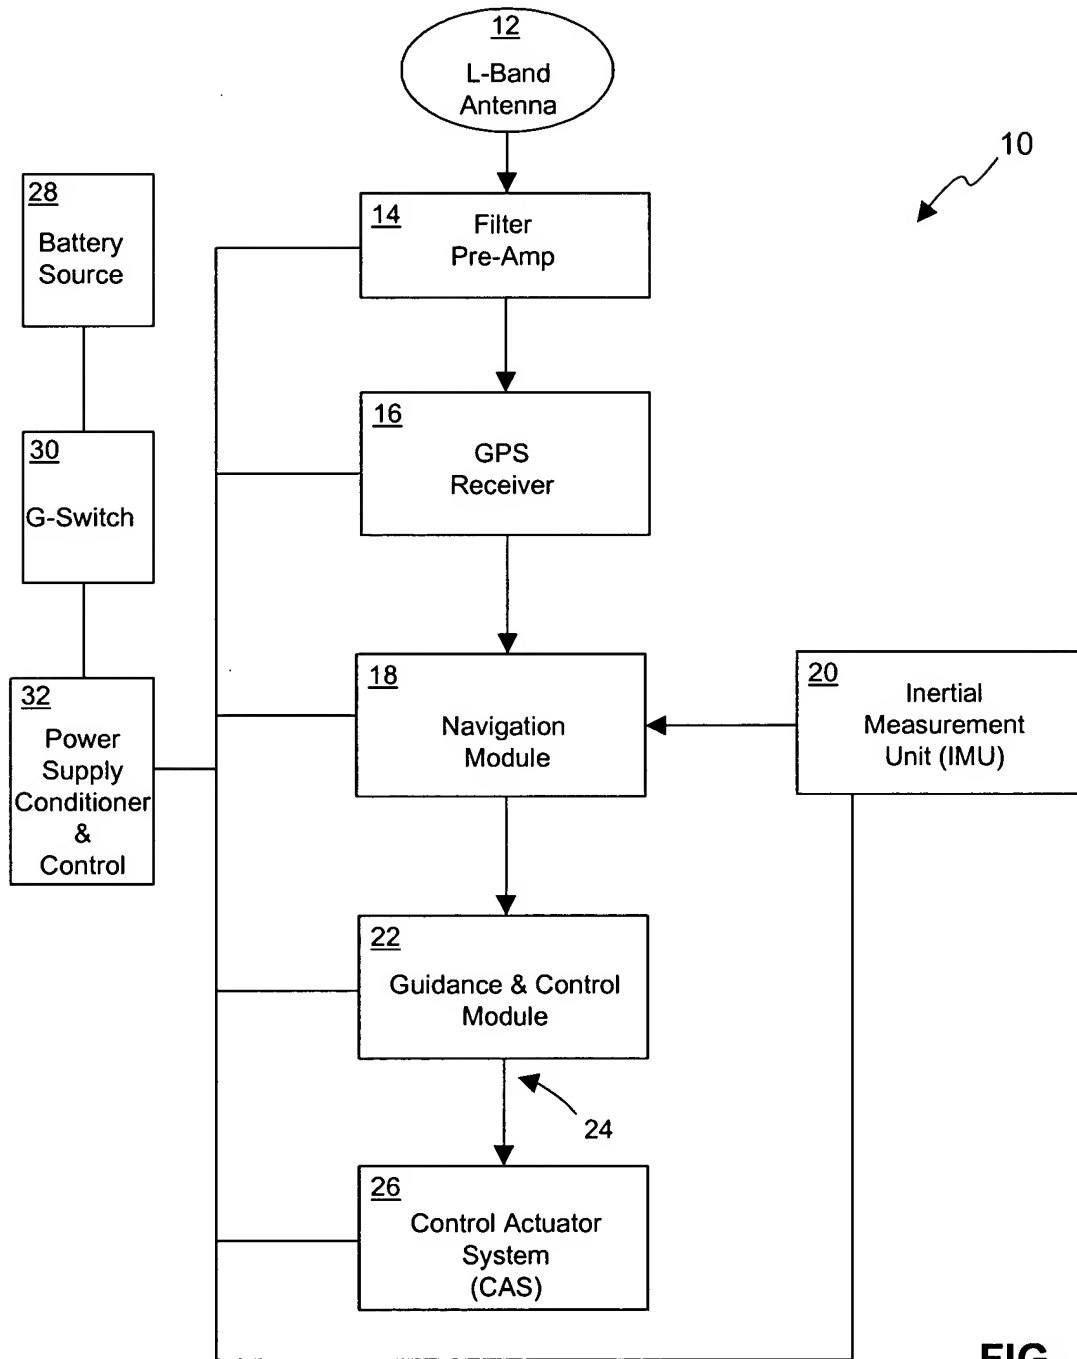 12
L-Band
Antenna
10
28
Battery
Source
14
Filter
Pre-Amp
16
GPS
Receiver
30
G-Switch
18
Navigation
Module
20
Inertial
Measurement
Unit (IMU)
32
Power
Supply
Conditioner
&
Control
22
Guidance & Control
Module
24
26
Control Actuator
System
(CAS)
FIG